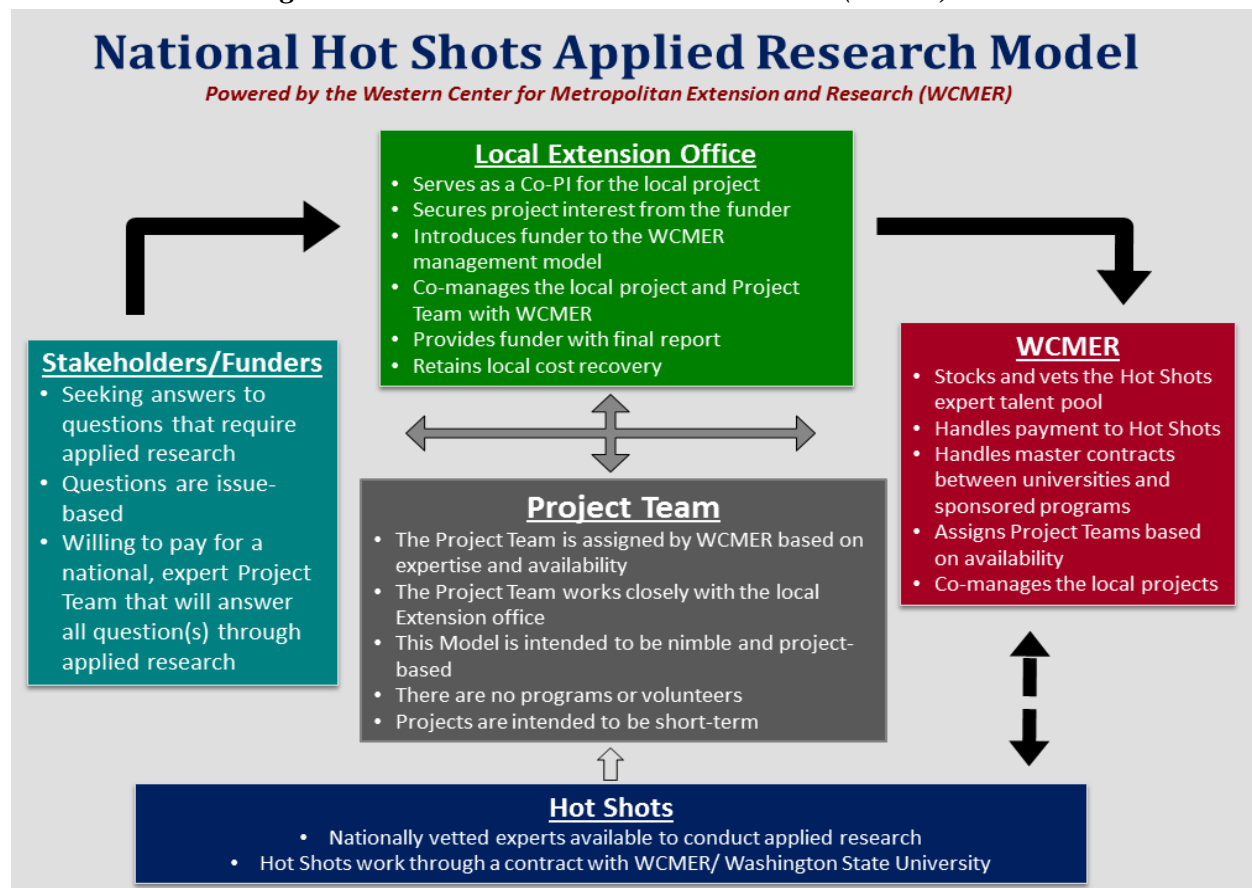 National Hot Shots Applied Research Model
Powered by the Western Center for Metropolitan Extension and Research (WCMER)
Local Extension Office
• Serves as a Co-PI for the local project
• Secures project interest from the funder
• Introduces funder to the WCMER
management model
• Co-manages the local project and Project
Team with WCMER
• Provides funder with final report
• Retains local cost recovery
Stakeholders/Funders
• Seeking answers to
questions that require
applied research
• Questions are issue-
based
• Willing to pay for a
national, expert Project
Team that will answer
all question(s) through
applied research
WCMER
• Stocks and vets the Hot Shots
expert talent pool
• Handles payment to Hot Shots
• Handles master contracts
between universities and
sponsored programs
• Assigns Project Teams based
on availability
• Co-manages the local projects
Project Team
• The Project Team is assigned by WCMER based on
expertise and availability
• The Project Team works closely with the local
Extension office
• This Model is intended to be nimble and project-
based
• There are no programs or volunteers
• Projects are intended to be short-term
Hot Shots
• Nationally vetted experts available to conduct applied research
• Hot Shots work through a contract with WCMER/ Washington State University